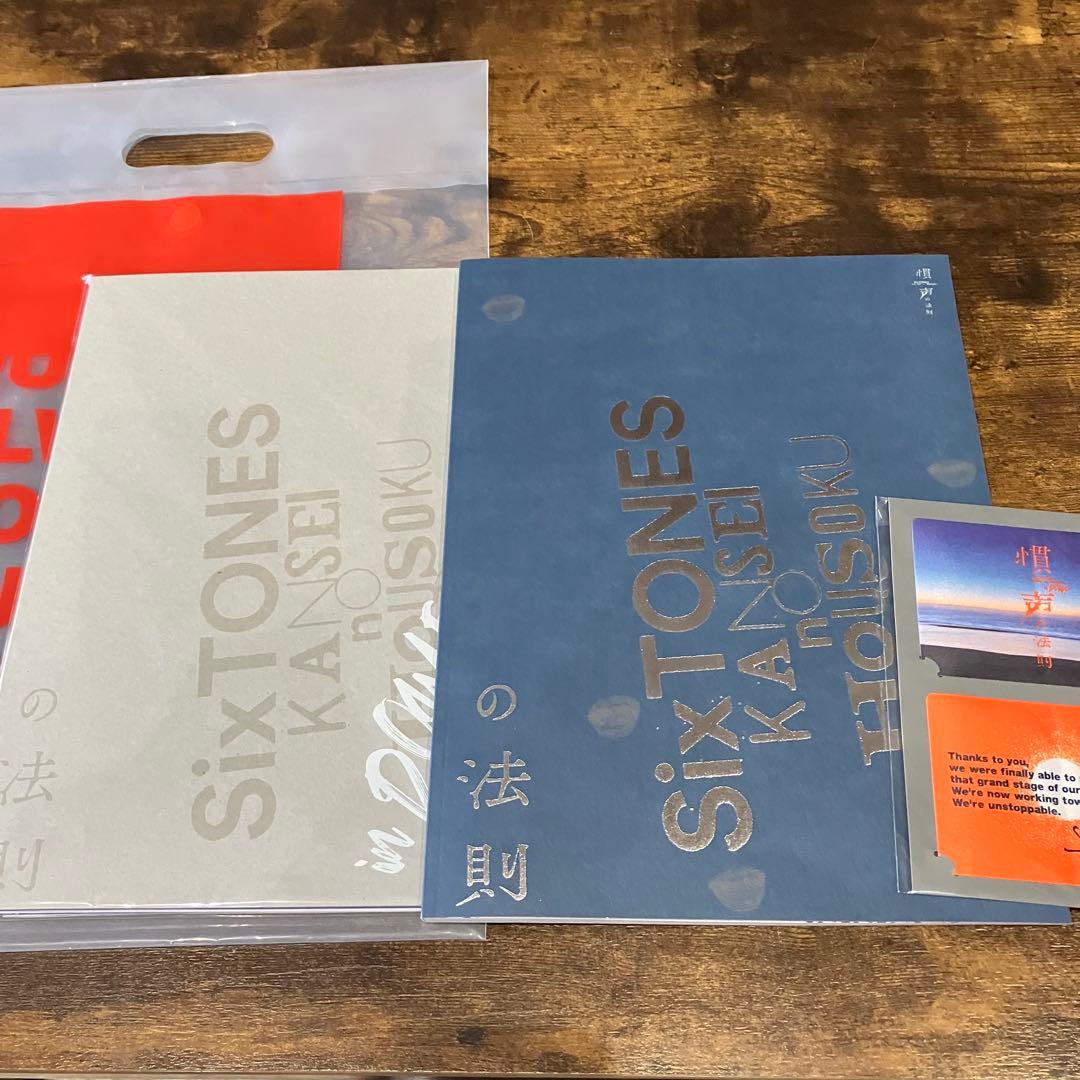 SixTONES
KANSEI
no
HOUSOKU
in DOME
の法則
慣声の法則
SixTONES
KANSEI
nO
HOUSOKU
の法則
慣声の法則
Thanks to you,
we were finally able to
that grand stage of our
We're now working tow
We're unstoppable.